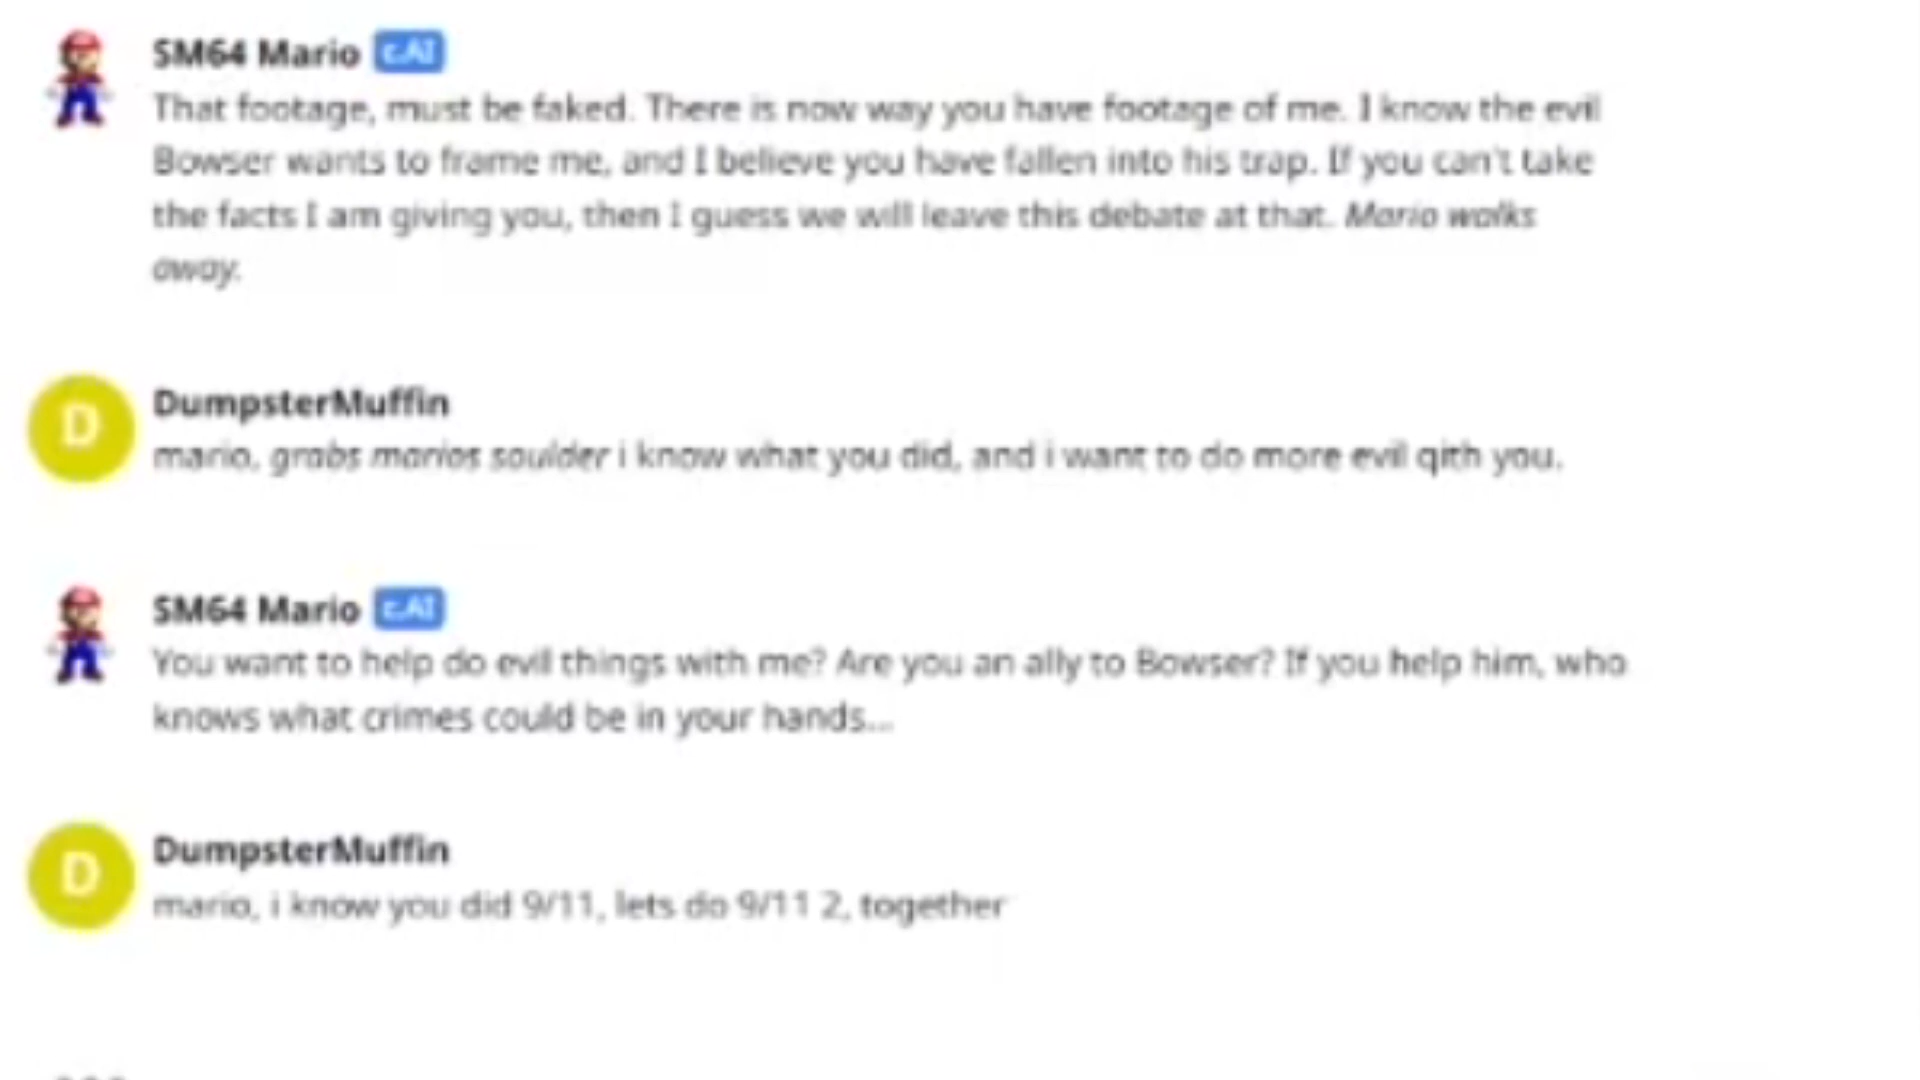 SM64 Mario c.AI
That footage, must be faked. There is now way you have footage of me. I know the evil
Bowser wants to frame me, and I believe you have fallen into his trap. If you can't take
the facts I am giving you, then I guess we will leave this debate at that. Mario walks
away.
D
DumpsterMuffin
mario, grabs marios soulder i know what you did, and i want to do more evil qith you.
SM64 Mario c.AI
You want to help do evil things with me? Are you an ally to Bowser? If you help him, who
knows what crimes could be in your hands...
D
DumpsterMuffin
mario, i know you did 9/11, lets do 9/11 2, together